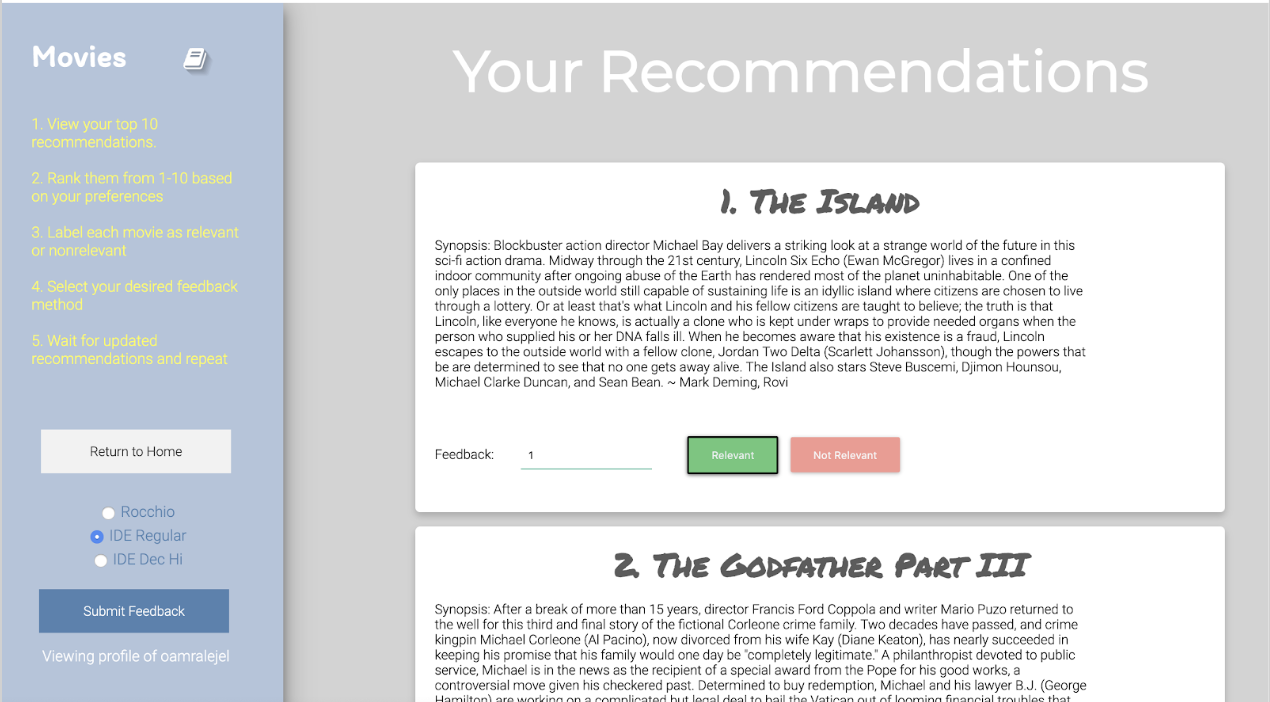 Movies
1. View your top 10
recommendations.
2. Rank them from 1-10 based
on your preferences
3. Label each movie as relevant
or nonrelevant
4. Select your desired feedback
method
5. Wait for updated
recommendations and repeat
Return to Home
Rocchio
IDE Regular
IDE Dec Hi
Submit Feedback
Viewing profile of oamralejel
Your Recommendations
1. The Island
Synopsis: Blockbuster action director Michael Bay delivers a striking look at a strange world of the future in this
sci-fi action drama. Midway through the 21st century, Lincoln Six Echo (Ewan McGregor) lives in a confined
indoor community after ongoing abuse of the Earth has rendered most of the planet uninhabitable. One of the
only places in the outside world still capable of sustaining life is an idyllic island where citizens are chosen to live
through a lottery. Or at least that's what Lincoln and his fellow citizens are taught to believe; the truth is that
Lincoln, like everyone he knows, is actually a clone who is kept under wraps to provide needed organs when the
person who supplied his or her DNA falls ill. When he becomes aware that his existence is a fraud, Lincoln
escapes to the outside world with a fellow clone, Jordan Two Delta (Scarlett Johansson), though the powers that
be are determined to see that no one gets away alive. The Island also stars Steve Buscemi, Djimon Hounsou,
Michael Clarke Duncan, and Sean Bean. ~ Mark Deming, Rovi
Feedback: 1 Relevant Not Relevant
2. The Godfather Part III
Synopsis: After a break of more than 15 years, director Francis Ford Coppola and writer Mario Puzo returned to
the well for this third and final story of the fictional Corleone crime family. Two decades have passed, and crime
kingpin Michael Corleone (Al Pacino), now divorced from his wife Kay (Diane Keaton), has nearly succeeded in
keeping his promise that his family would one day be "completely legitimate." A philanthropist devoted to public
service, Michael is in the news as the recipient of a special award from the Pope for his good works, a
controversial move given his checkered past. Determined to buy redemption, Michael and his lawyer B.J. (George
Hamilton) are working on a complicated but legal deal to bail the Vatican out of looming financial troubles that